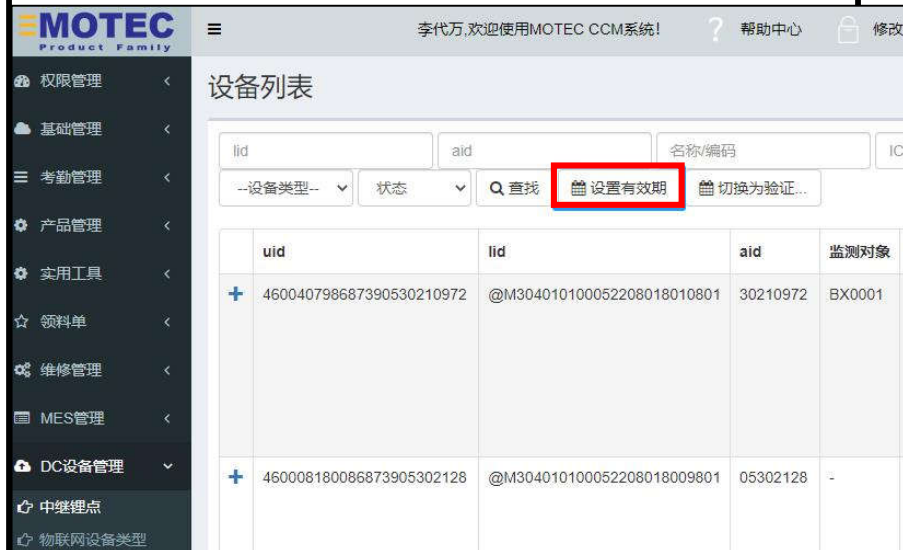 EMOTEC
Product Family
李代万,欢迎使用MOTEC CCM系统!
? 帮助中心
修改
权限管理
基础管理
考勤管理
产品管理
实用工具
领料单
维修管理
MES管理
DC设备管理
中继锂点
物联网设备类型
设备列表
lid aid 名称/编码 IC
--设备类型-- 状态 查找 设置有效期 切换为验证...
uid lid aid 监测对象
460040798687390530210972 @M304010100052208018010801 30210972 BX0001
460008180086873905302128 @M304010100052208018009801 05302128 -